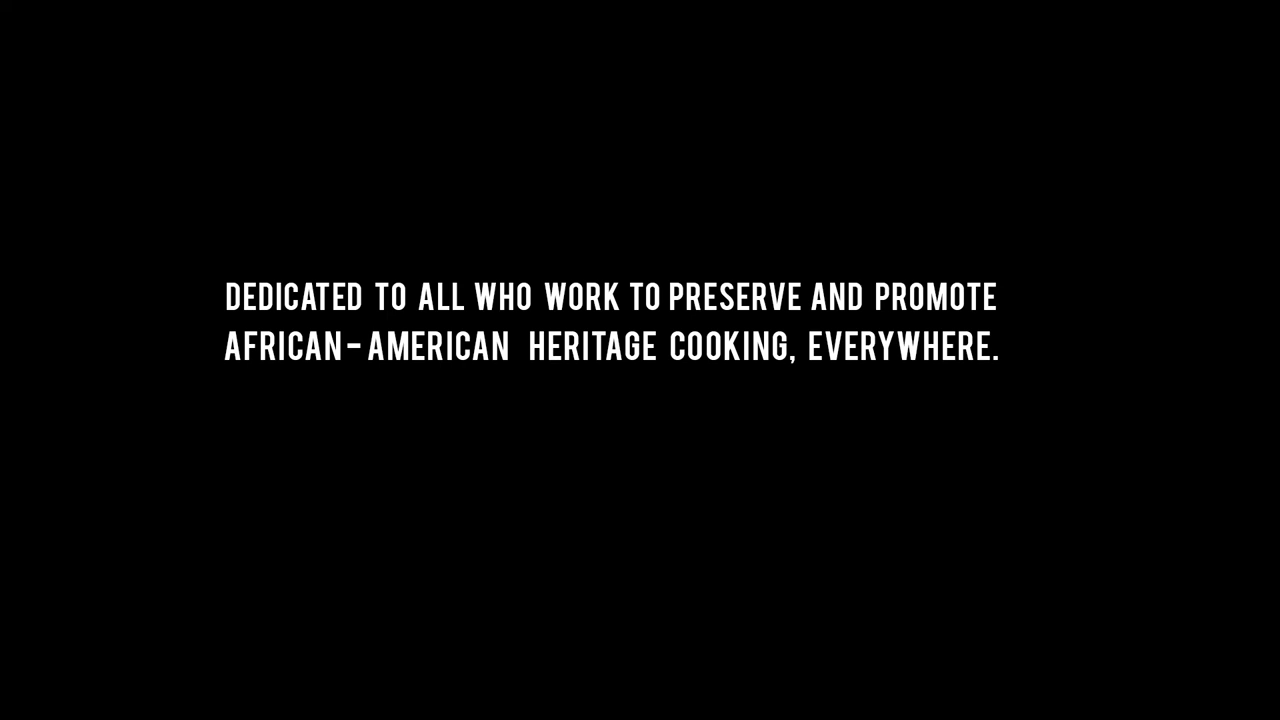 DEDICATED TO ALL WHO WORK TO PRESERVE AND PROMOTE
AFRICAN-AMERICAN HERITAGE COOKING, EVERYWHERE.